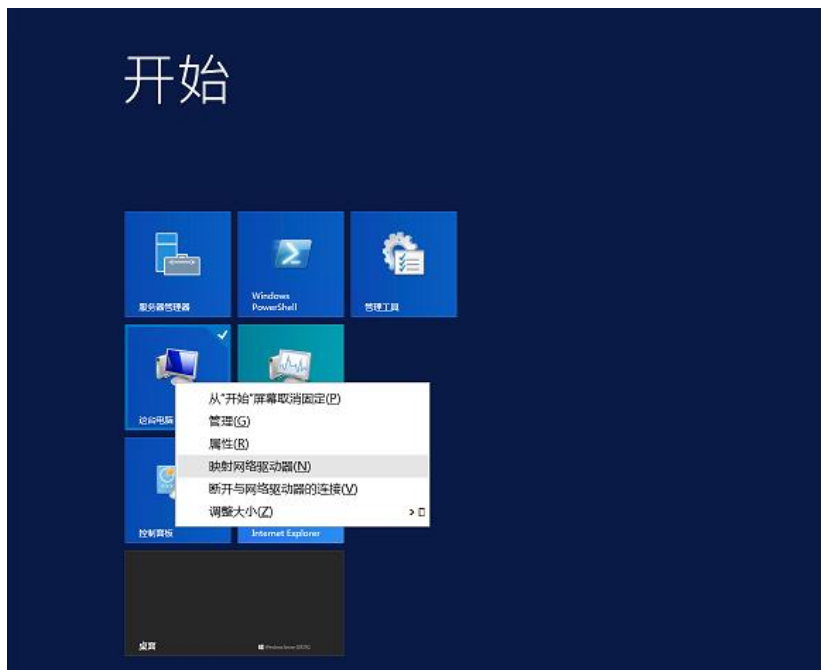 开始
服务器管理器
Windows
PowerShell
管理工具
这台电脑
从"开始"屏幕取消固定(P)
管理(G)
属性(R)
映射网络驱动器(N)
断开与网络驱动器的连接(V)
调整大小(Z)
控制面板
Internet Explorer
桌面